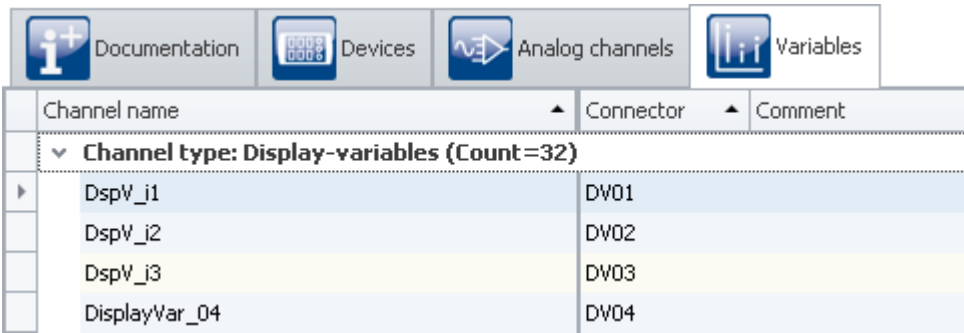 Documentation Devices Analog channels Variables
Channel name Connector Comment
Channel type: Display-variables (Count=32)
DspV_i1 DV01
DspV_i2 DV02
DspV_i3 DV03
DisplayVar_04 DV04